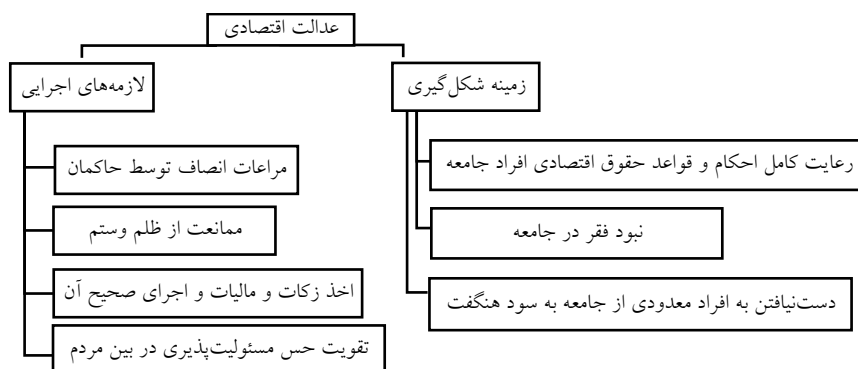 عدالت اقتصادی
زمینه شکل‌گیری
رعایت کامل احکام و قواعد حقوق اقتصادی افراد جامعه
نبود فقر در جامعه
دست‌نیافتن به افراد معدودی از جامعه به سود هنگفت
لازمه‌های اجرایی
مراعات انصاف توسط حاکمان
ممانعت از ظلم وستم
اخذ زکات و مالیات و اجرای صحیح آن
تقویت حس مسئولیت‌پذیری در بین مردم